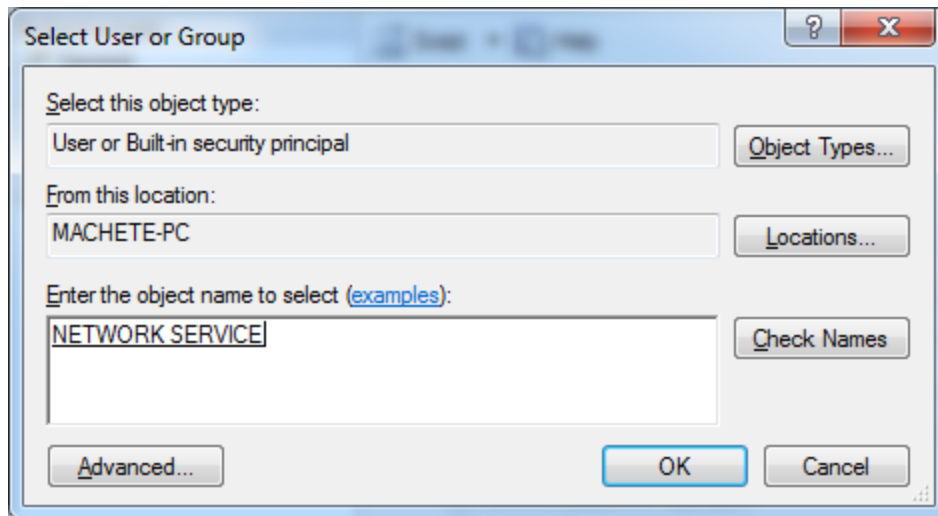 Select User or Group
Select this object type:
User or Built-in security principal
Object Types...
From this location:
MACHETE-PC
Locations...
Enter the object name to select (examples):
NETWORK SERVICE
Check Names
Advanced...
OK
Cancel